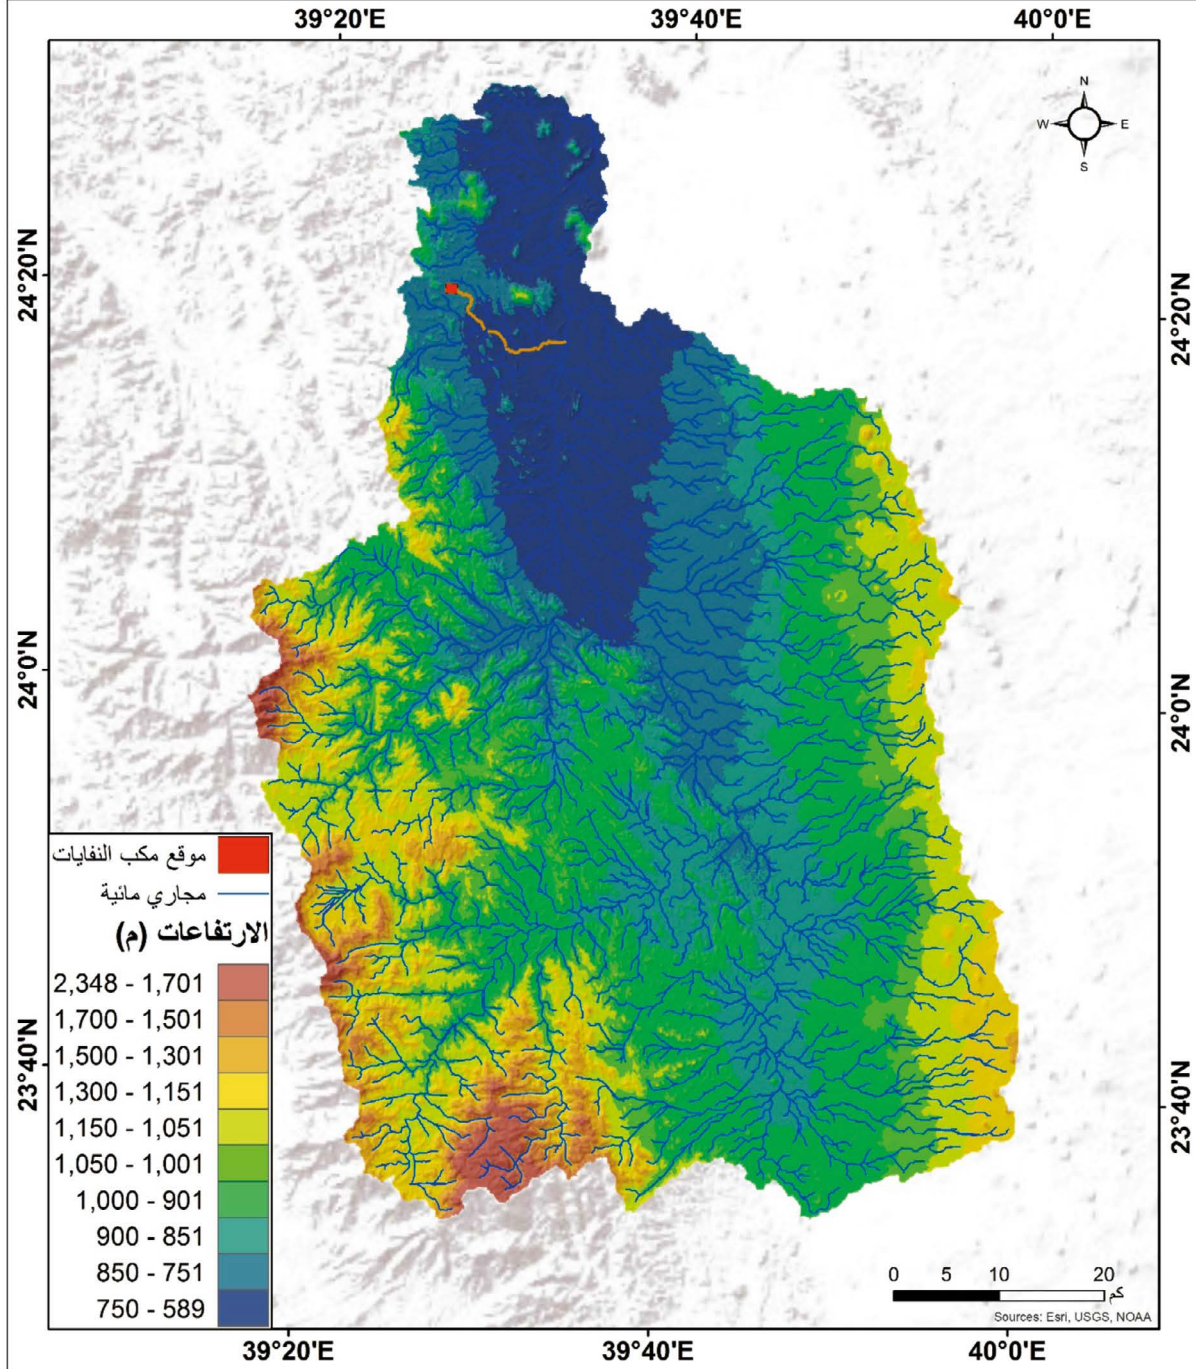 39°20'E 39°40'E 40°0'E
N
W E
S
24°20'N
24°20'N
24°0'N
24°0'N
موقع مكب النفايات
مجاري مائية
الارتفاعات (م)
2,348 - 1,701
1,700 - 1,501
1,500 - 1,301
1,300 - 1,151
1,150 - 1,051
1,050 - 1,001
1,000 - 901
900 - 851
850 - 751
750 - 589
23°40'N
23°40'N
0 5 10 20
كم
Sources: Esri, USGS, NOAA
39°20'E 39°40'E 40°0'E